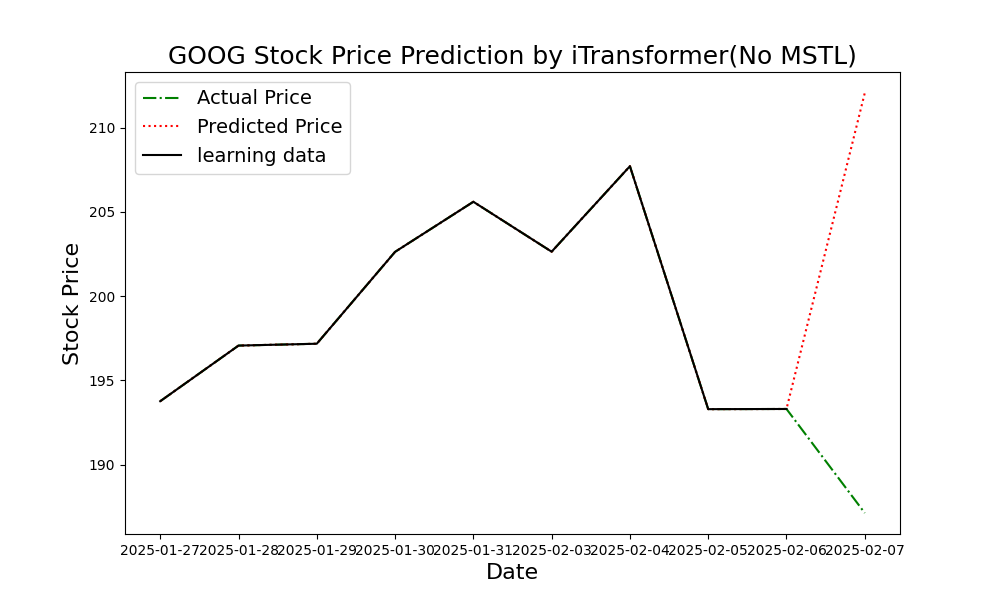 GOOG Stock Price Prediction by iTransformer(No MSTL)
Actual Price
Predicted Price
learning data
210
205
200
195
190
Stock Price
2025-01-27 2025-01-28 2025-01-29 2025-01-30 2025-01-31 2025-02-03 2025-02-04 2025-02-05 2025-02-06 2025-02-07
Date